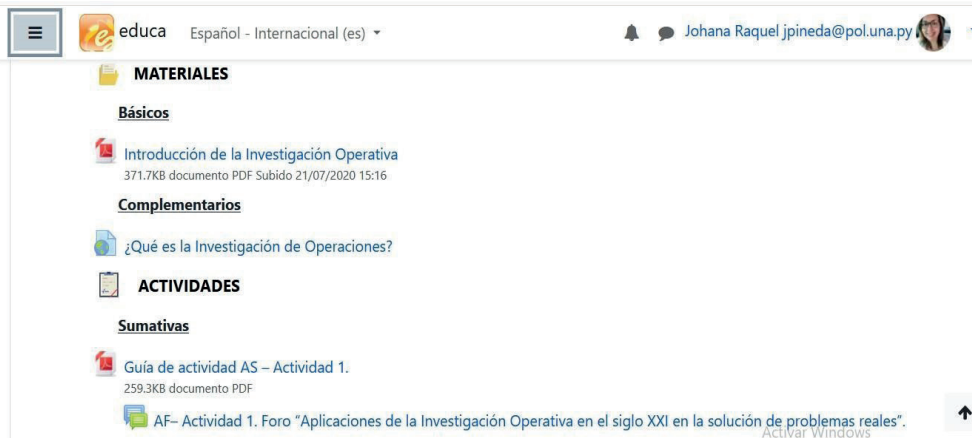 educa Español - Internacional (es) Johana Raquel jpineda@pol.una.py
MATERIALES
Básicos
Introducción de la Investigación Operativa
371.7KB documento PDF Subido 21/07/2020 15:16
Complementarios
¿Qué es la Investigación de Operaciones?
ACTIVIDADES
Sumativas
Guía de actividad AS – Actividad 1.
259.3KB documento PDF
AF– Actividad 1. Foro “Aplicaciones de la Investigación Operativa en el siglo XXI en la solución de problemas reales”.
Activar Windows